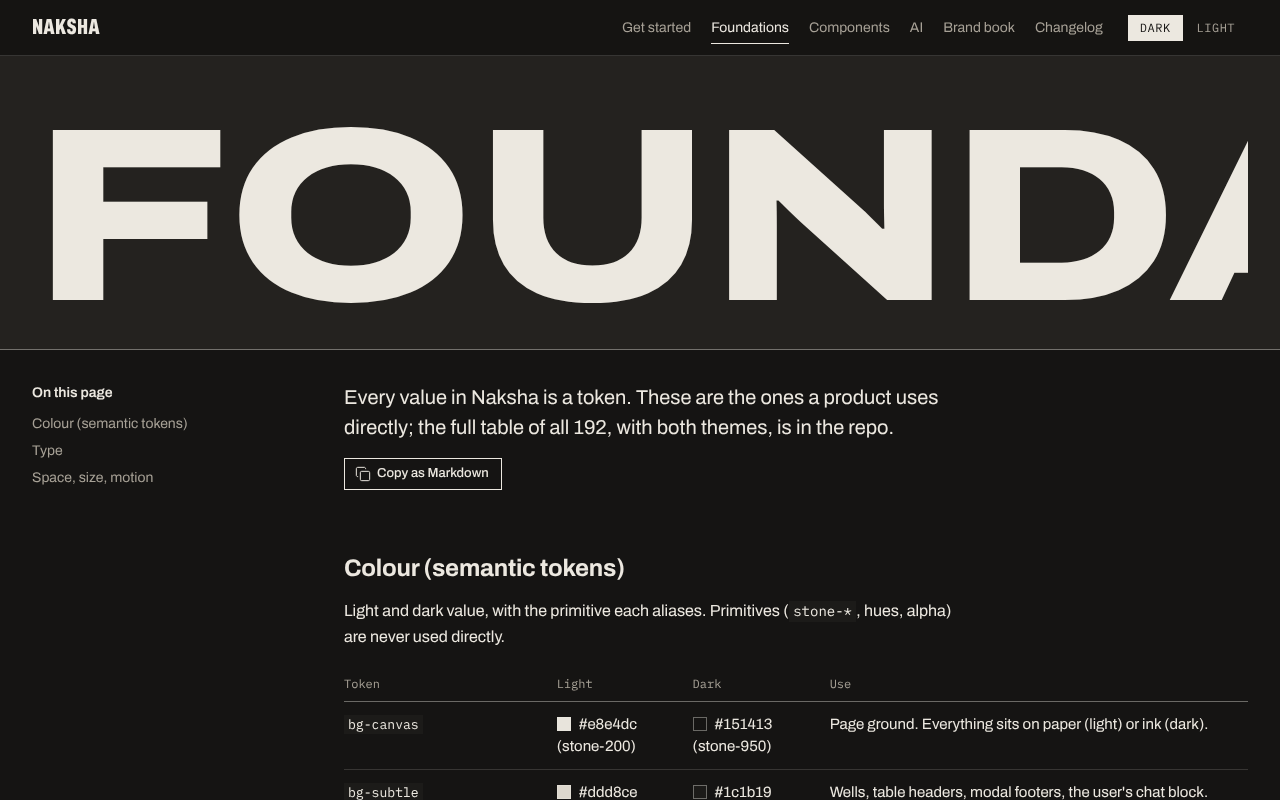 NAKSHA
Get started Foundations Components AI Brand book Changelog DARK LIGHT
FOUNDA
On this page
Colour (semantic tokens)
Type
Space, size, motion
Every value in Naksha is a token. These are the ones a product uses
directly; the full table of all 192, with both themes, is in the repo.
Copy as Markdown
Colour (semantic tokens)
Light and dark value, with the primitive each aliases. Primitives ( stone-* , hues, alpha)
are never used directly.
Token Light Dark Use
bg-canvas #e8e4dc #151413 Page ground. Everything sits on paper (light) or ink (dark).
(stone-200) (stone-950)
bg-subtle #ddd8ce #1c1b19 Wells, table headers, modal footers, the user's chat block.